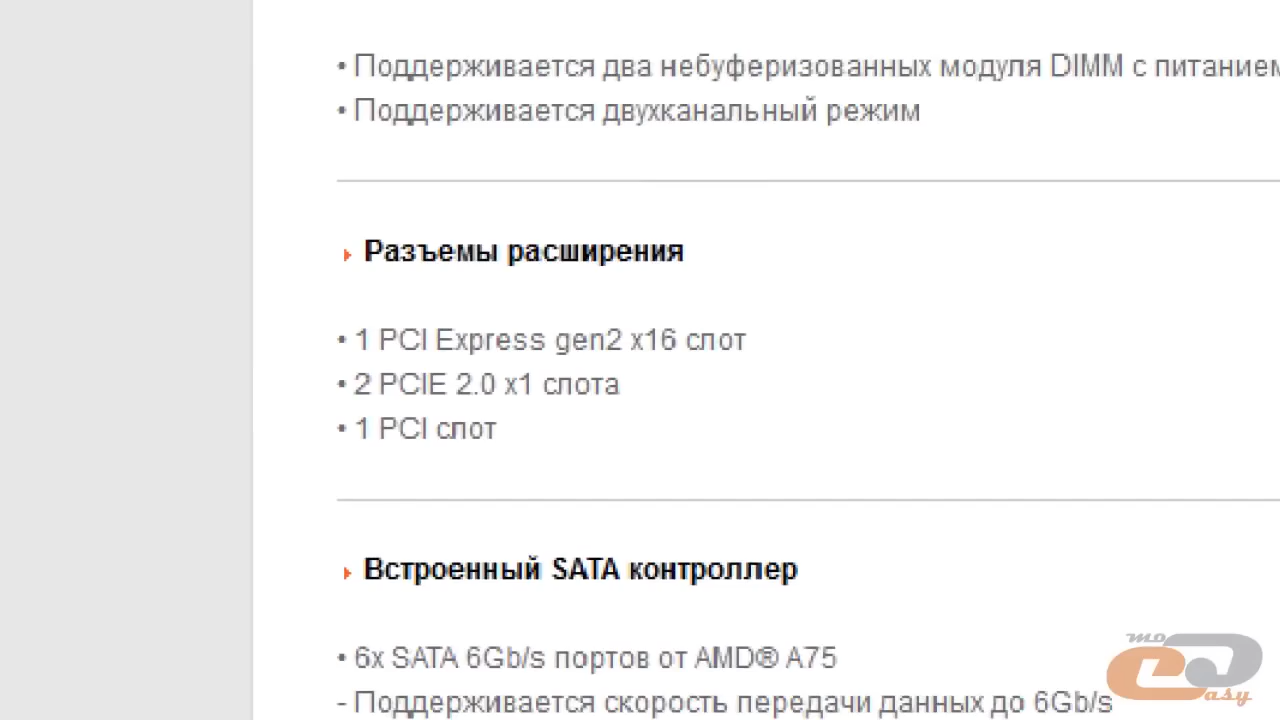 • Поддерживается два небуферизованных модуля DIMM с питанием
• Поддерживается двухканальный режим
Разъемы расширения
• 1 PCI Express gen2 x16 слот
• 2 PCIE 2.0 x1 слота
• 1 PCI слот
Встроенный SATA контроллер
• 6x SATA 6Gb/s портов от AMD® A75
- Поддерживается скорость передачи данных до 6Gb/s